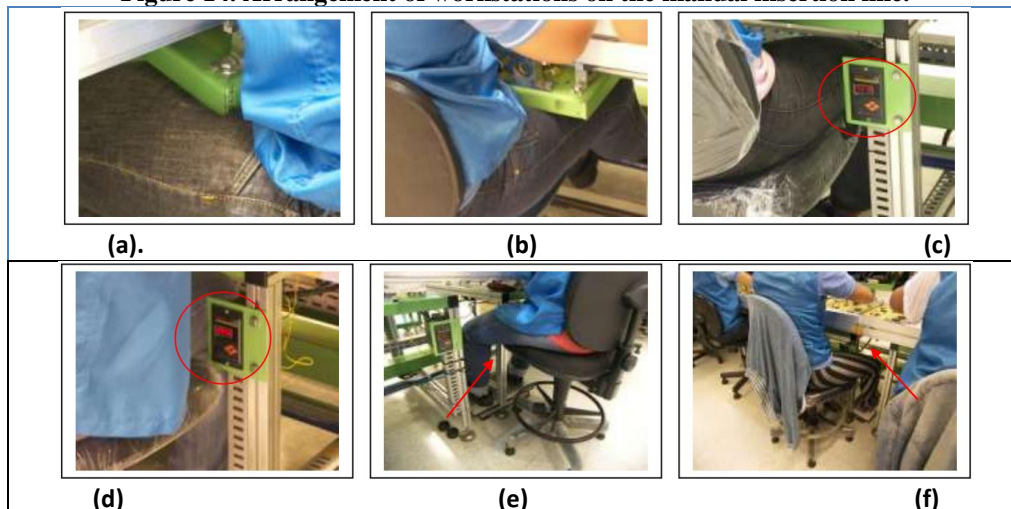 Figure 14. Arrangement of workstations on the manual insertion line.
(a). (b) (c)
(d) (e) (f)